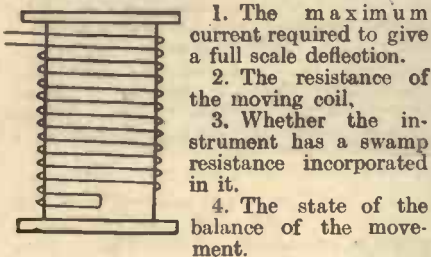 1. The maximum
current required to give
a full scale deflection.
2. The resistance of
the moving coil,
3. Whether the in-
strument has a swamp
resistance incorporated
in it.
4. The state of the
balance of the move-
ment.